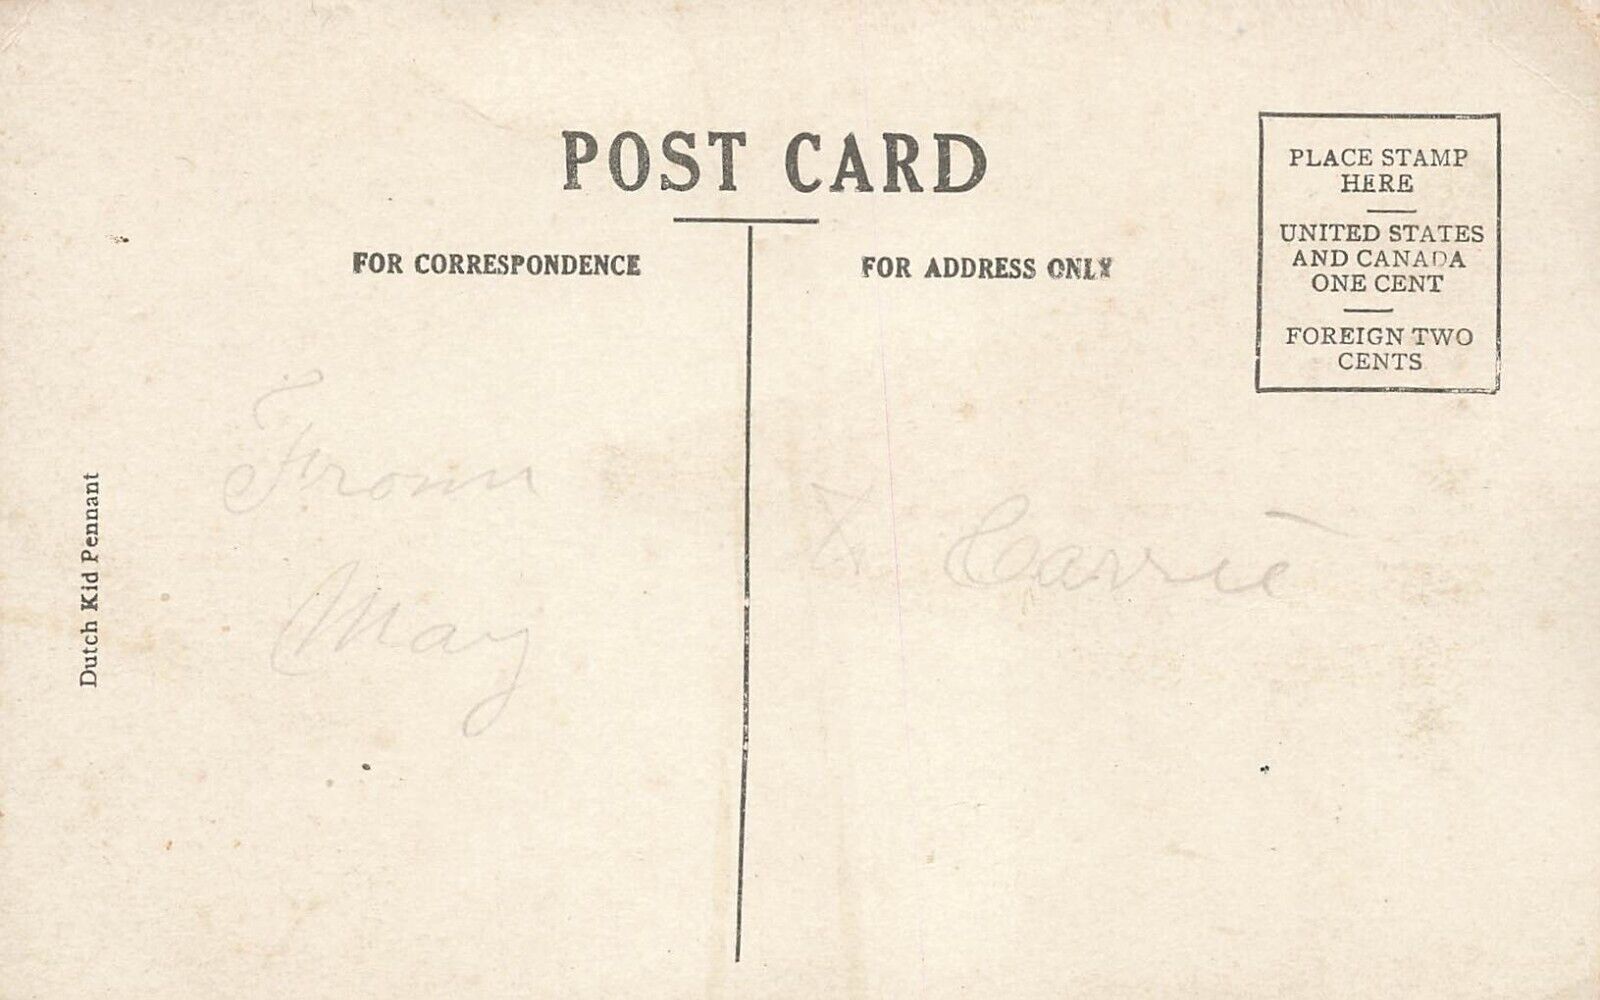 POST CARD
FOR CORRESPONDENCE
FOR ADDRESS ONLY
PLACE STAMP
HERE
UNITED STATES
AND CANADA
ONE CENT
FOREIGN TWO
CENTS
Dutch Kid Pennant
From
May
To Carrie